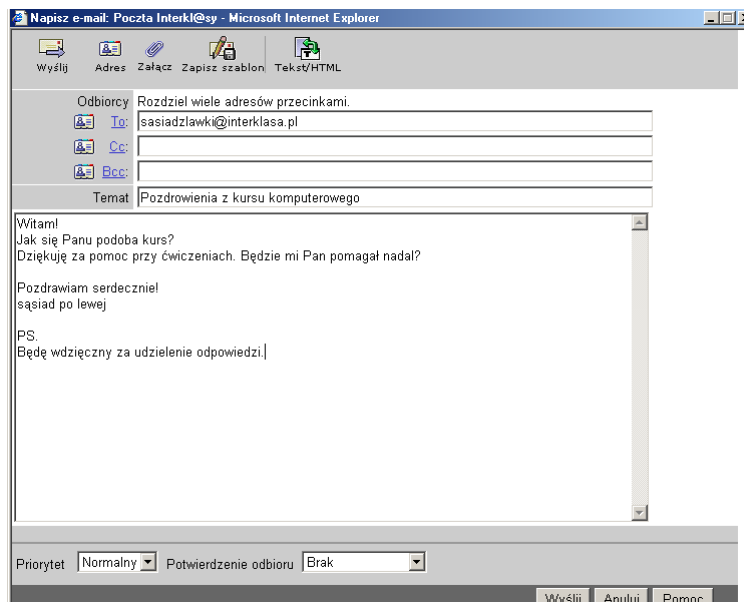 Napisz e-mail: Poczta Interkl@sy - Microsoft Internet Explorer
Wyślij Adres Załącz Zapisz szablon Tekst/HTML
Odbiorcy Rozdziel wiele adresów przecinkami.
To: sasiadzlawki@interklasa.pl
Cc:
Bcc:
Temat Pozdrowienia z kursu komputerowego
Witam!
Jak się Panu podoba kurs?
Dziękuję za pomoc przy ćwiczeniach. Będzie mi Pan pomagał nadal?
Pozdrawiam serdecznie!
sąsiad po lewej
PS.
Będę wdzięczny za udzielenie odpowiedzi.
Priorytet Normalny Potwierdzenie odbioru Brak
Wyślij Anuluj Pomoc